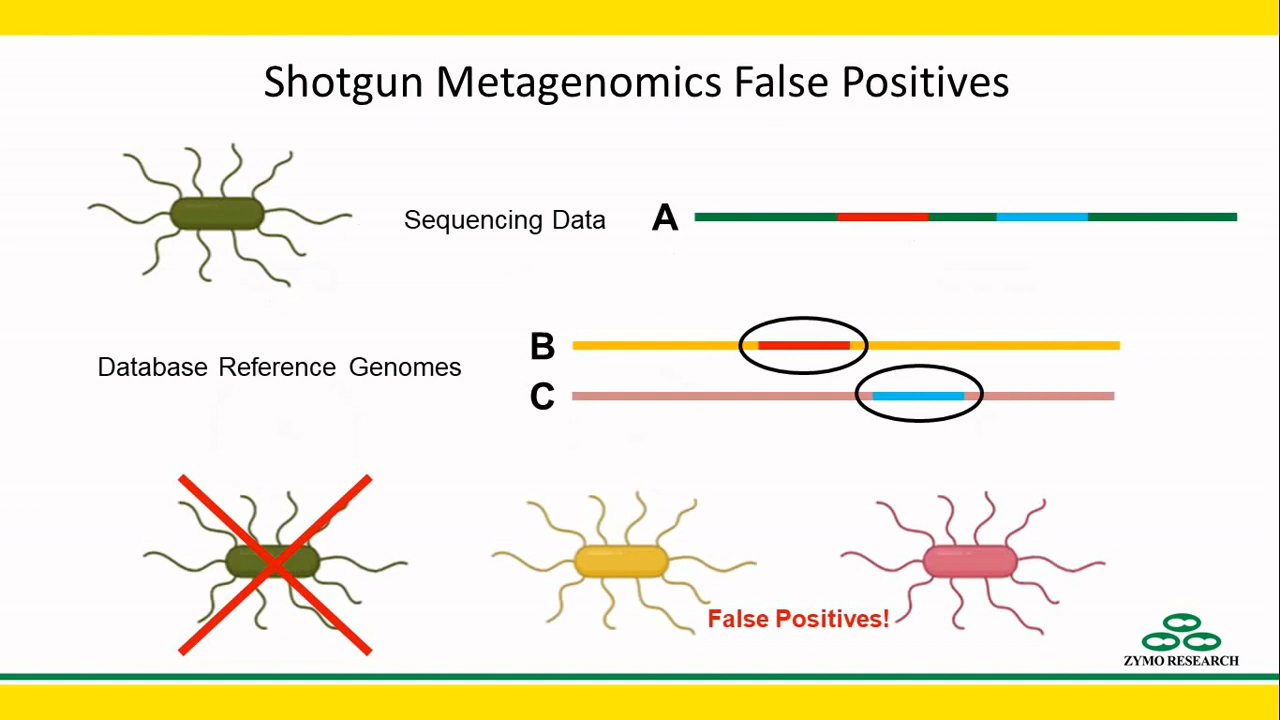 Shotgun Metagenomics False Positives
Sequencing Data
A
B
Database Reference Genomes
C
False Positives!
ZYMO RESEARCH